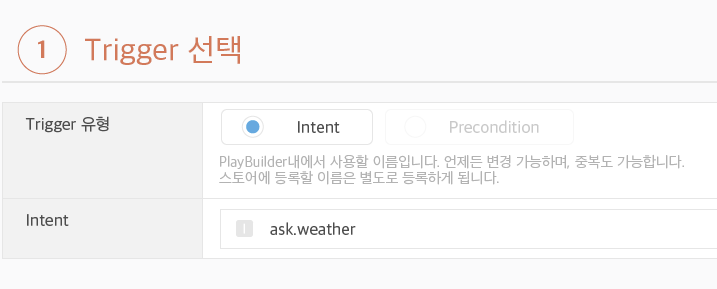 1 Trigger 선택
Trigger 유형
Intent
Precondition
PlayBuilder내에서 사용할 이름입니다. 언제든 변경 가능하며, 중복도 가능합니다.
스토어에 등록할 이름은 별도로 등록하게 됩니다.
Intent
I ask.weather